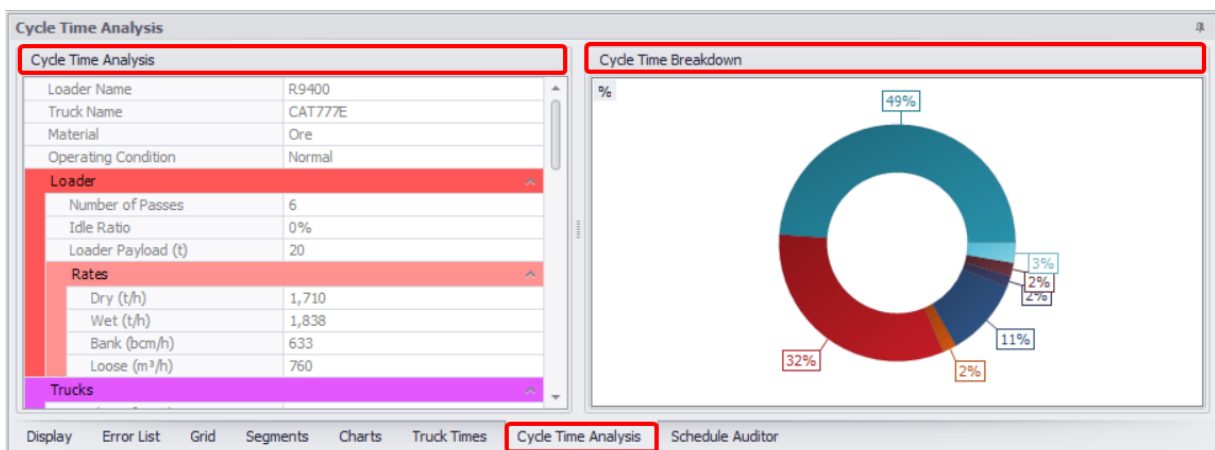 Cycle Time Analysis
Cycle Time Analysis
Loader Name R9400
Truck Name CAT777E
Material Ore
Operating Condition Normal
Loader
Number of Passes 6
Idle Ratio 0%
Loader Payload (t) 20
Rates
Dry (t/h) 1,710
Wet (t/h) 1,838
Bank (bcm/h) 633
Loose (m³/h) 760
Trucks
Cycle Time Breakdown
%
49%
3%
2%
2%
11%
2%
32%
Display Error List Grid Segments Charts Truck Times Cycle Time Analysis Schedule Auditor